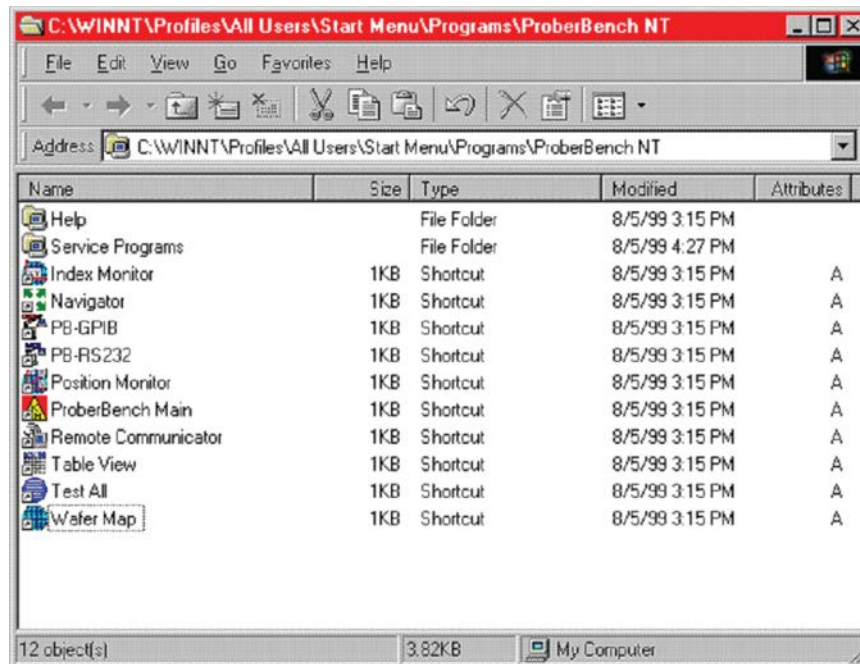 C:\WINNT\Profiles\All Users\Start Menu\Programs\ProberBench NT
File Edit View Go Favorites Help
Address C:\WINNT\Profiles\All Users\Start Menu\Programs\ProberBench NT
Name Size Type Modified Attributes
Help File Folder 8/5/99 3:15 PM
Service Programs File Folder 8/5/99 4:27 PM
Index Monitor 1KB Shortcut 8/5/99 3:15 PM A
Navigator 1KB Shortcut 8/5/99 3:15 PM A
PB-GPIB 1KB Shortcut 8/5/99 3:15 PM A
PB-RS232 1KB Shortcut 8/5/99 3:15 PM A
Position Monitor 1KB Shortcut 8/5/99 3:15 PM A
ProberBench Main 1KB Shortcut 8/5/99 3:15 PM A
Remote Communicator 1KB Shortcut 8/5/99 3:15 PM A
Table View 1KB Shortcut 8/5/99 3:15 PM A
Test All 1KB Shortcut 8/5/99 3:15 PM A
Wafer Map 1KB Shortcut 8/5/99 3:15 PM A
12 object(s) 3.82KB My Computer